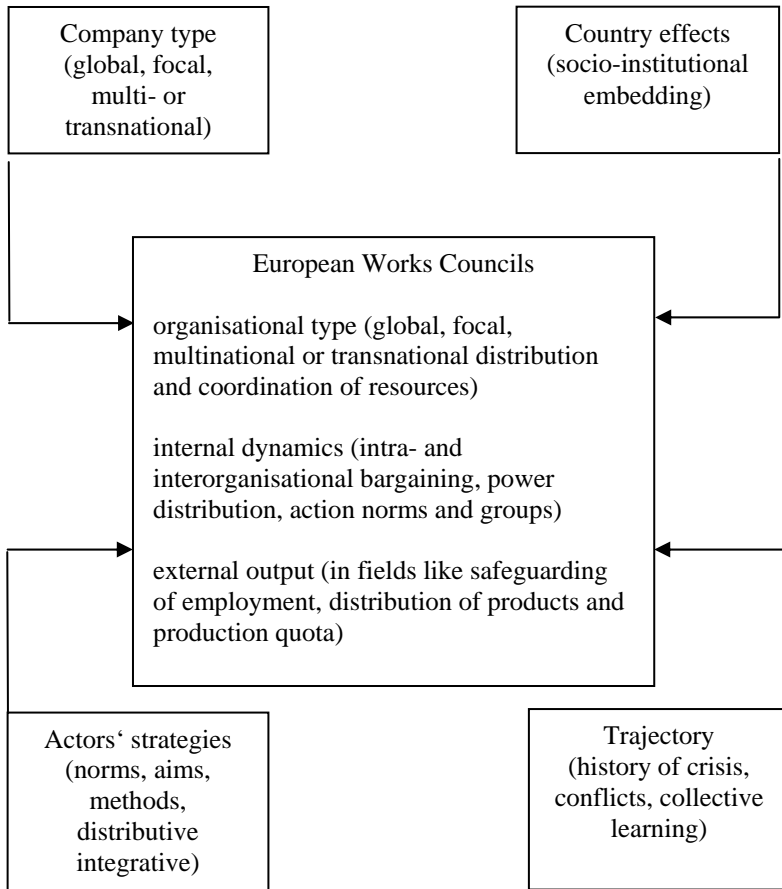 Company type
(global, focal,
multi- or
transnational)
Country effects
(socio-institutional
embedding)
European Works Councils
organisational type (global, focal,
multinational or transnational distribution
and coordination of resources)
internal dynamics (intra- and
interorganisational bargaining, power
distribution, action norms and groups)
external output (in fields like safeguarding
of employment, distribution of products and
production quota)
Actors‘ strategies
(norms, aims,
methods,
distributive
integrative)
Trajectory
(history of crisis,
conflicts, collective
learning)